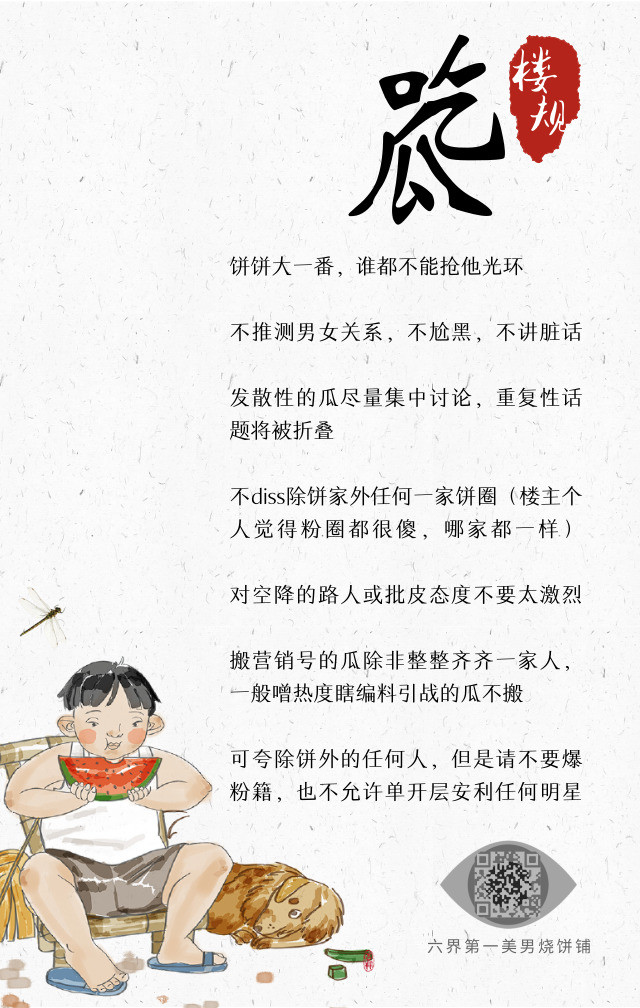 吃瓜
楼规
饼饼大一番，谁都不能抢他光环
不推测男女关系，不尬黑，不讲脏话
发散性的瓜尽量集中讨论，重复性话
题将被折叠
不diss除饼家外任何一家饼圈（楼主个
人觉得粉圈都很傻，哪家都一样）
对空降的路人或批皮态度不要太激烈
搬营销号的瓜除非整整齐齐一家人，
一般噌热度瞎编料引战的瓜不搬
可夸除饼外的任何人，但是请不要爆
粉籍，也不允许单开层安利任何明星
六界第一美男烧饼铺